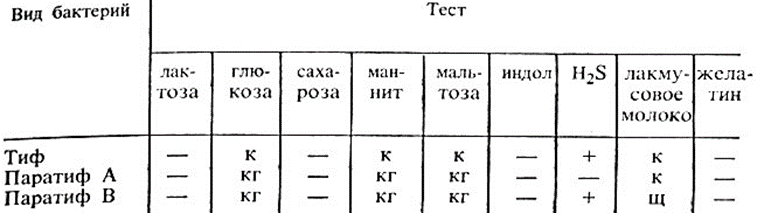 Вид бактерий Тест
лак- глю- саха- ман- маль- индол H₂S лакму- жела-
тоза коза роза нит тоза совое тин
молоко
Тиф — к — к к — + к —
Паратиф А — кг — кг кг — — к —
Паратиф В — кг — кг кг — + щ —